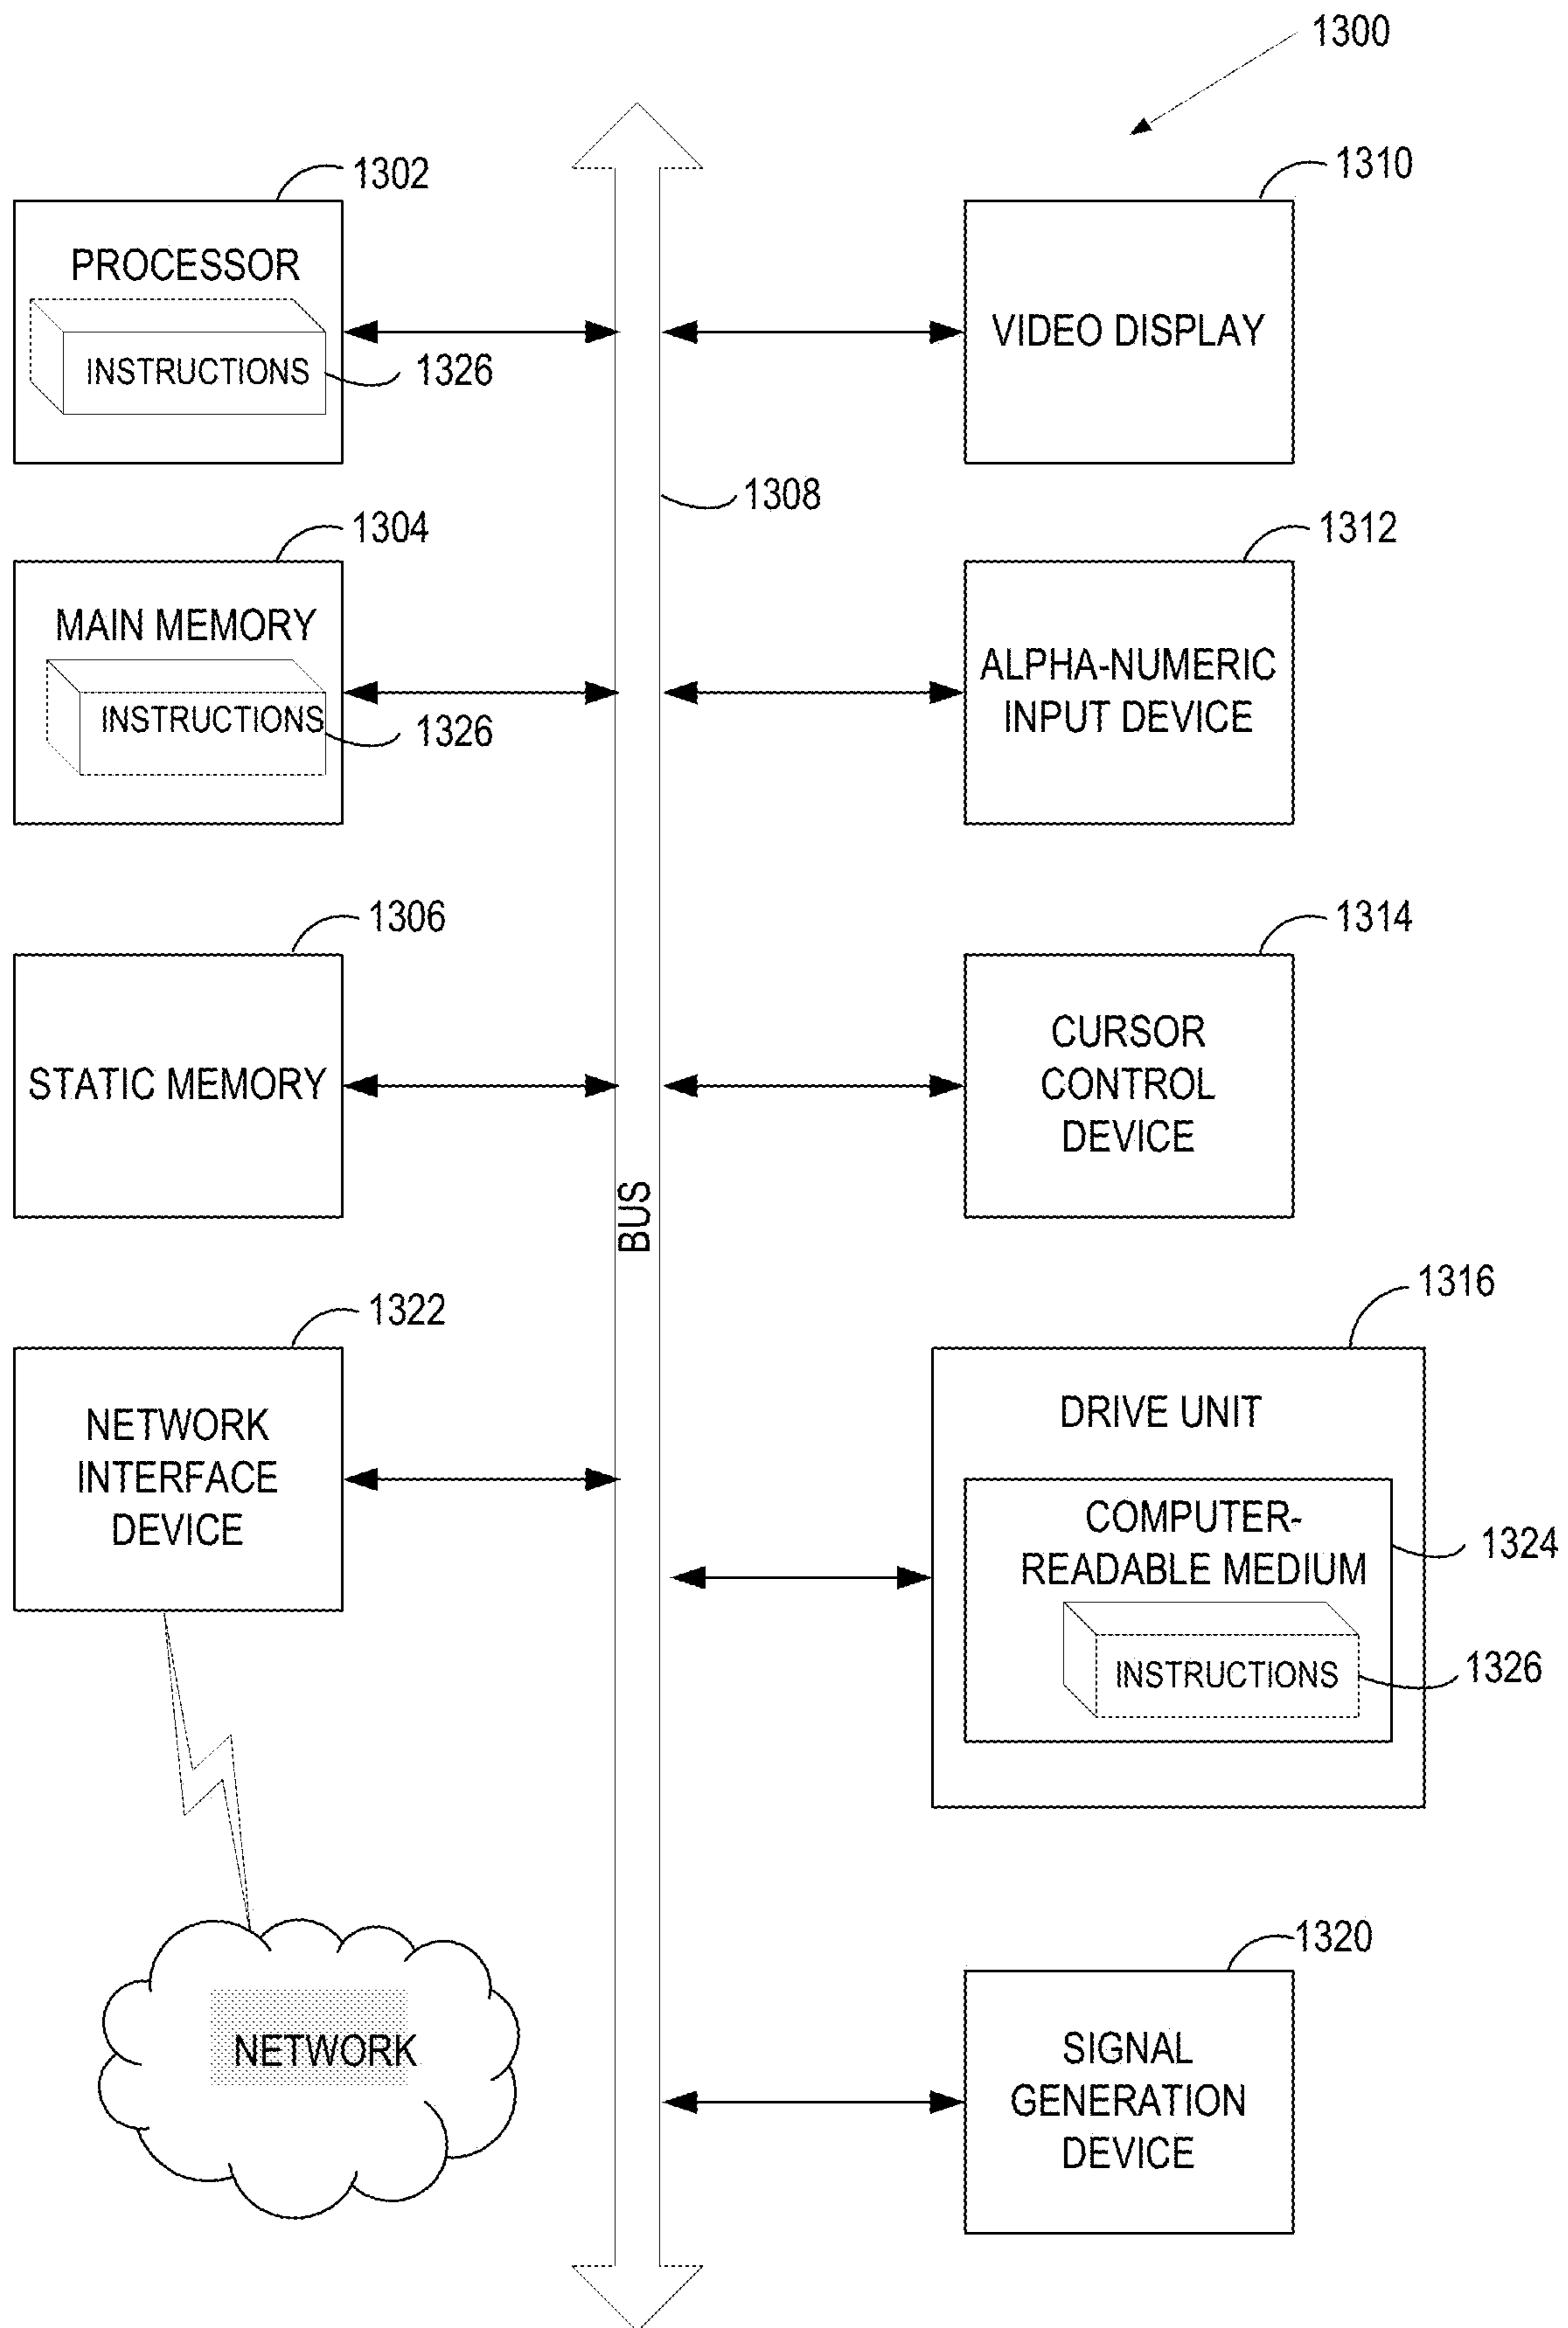 1300
1302
PROCESSOR
INSTRUCTIONS
1326
1310
VIDEO DISPLAY
1308
1304
MAIN MEMORY
INSTRUCTIONS
1326
1312
ALPHA-NUMERIC
INPUT DEVICE
1306
STATIC MEMORY
1314
CURSOR
CONTROL
DEVICE
BUS
1322
NETWORK
INTERFACE
DEVICE
1316
DRIVE UNIT
COMPUTER-
READABLE MEDIUM
1324
INSTRUCTIONS
1326
NETWORK
1320
SIGNAL
GENERATION
DEVICE